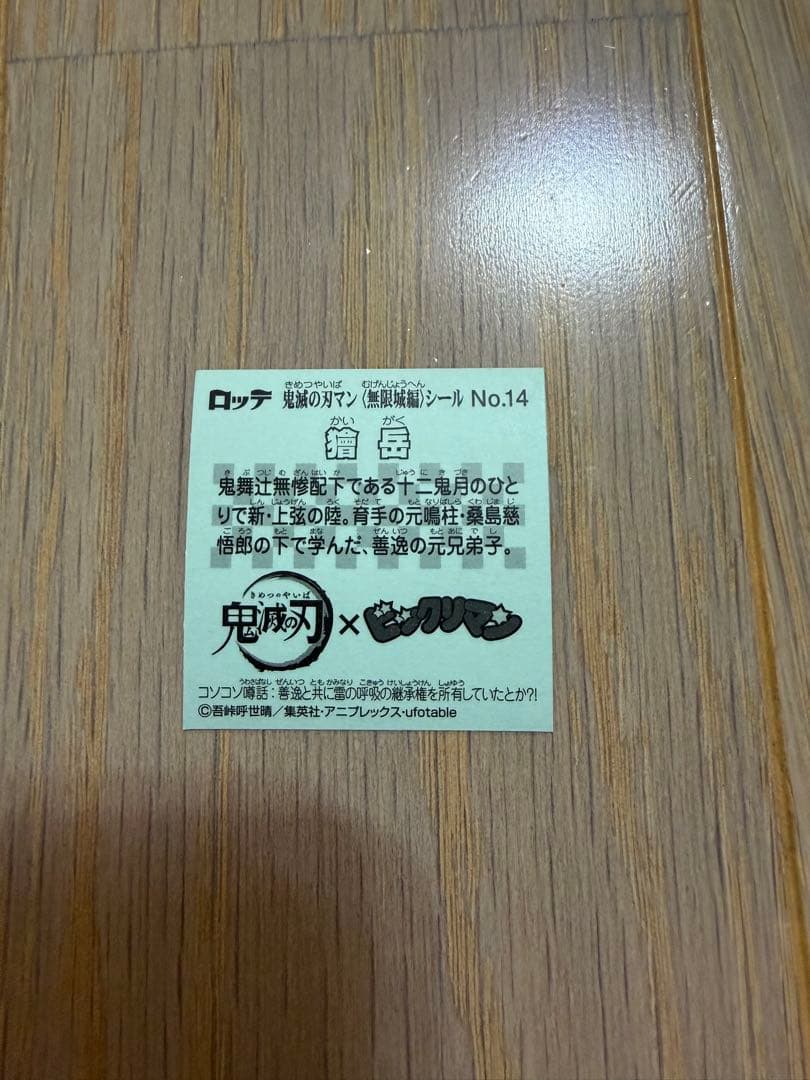 ロッテ 鬼滅の刃マン〈無限城編〉シール No.14
獪岳
鬼舞辻無惨配下である十二鬼月のひと
りで新・上弦の陸。育手の元鳴柱・桑島慈
悟郎の下で学んだ、善逸の元兄弟子。
鬼滅の刃 × ビックリマン
コソコソ噂話：善逸と共に雷の呼吸の継承権を所有していたとか?!
©吾峠呼世晴／集英社・アニプレックス・ufotable